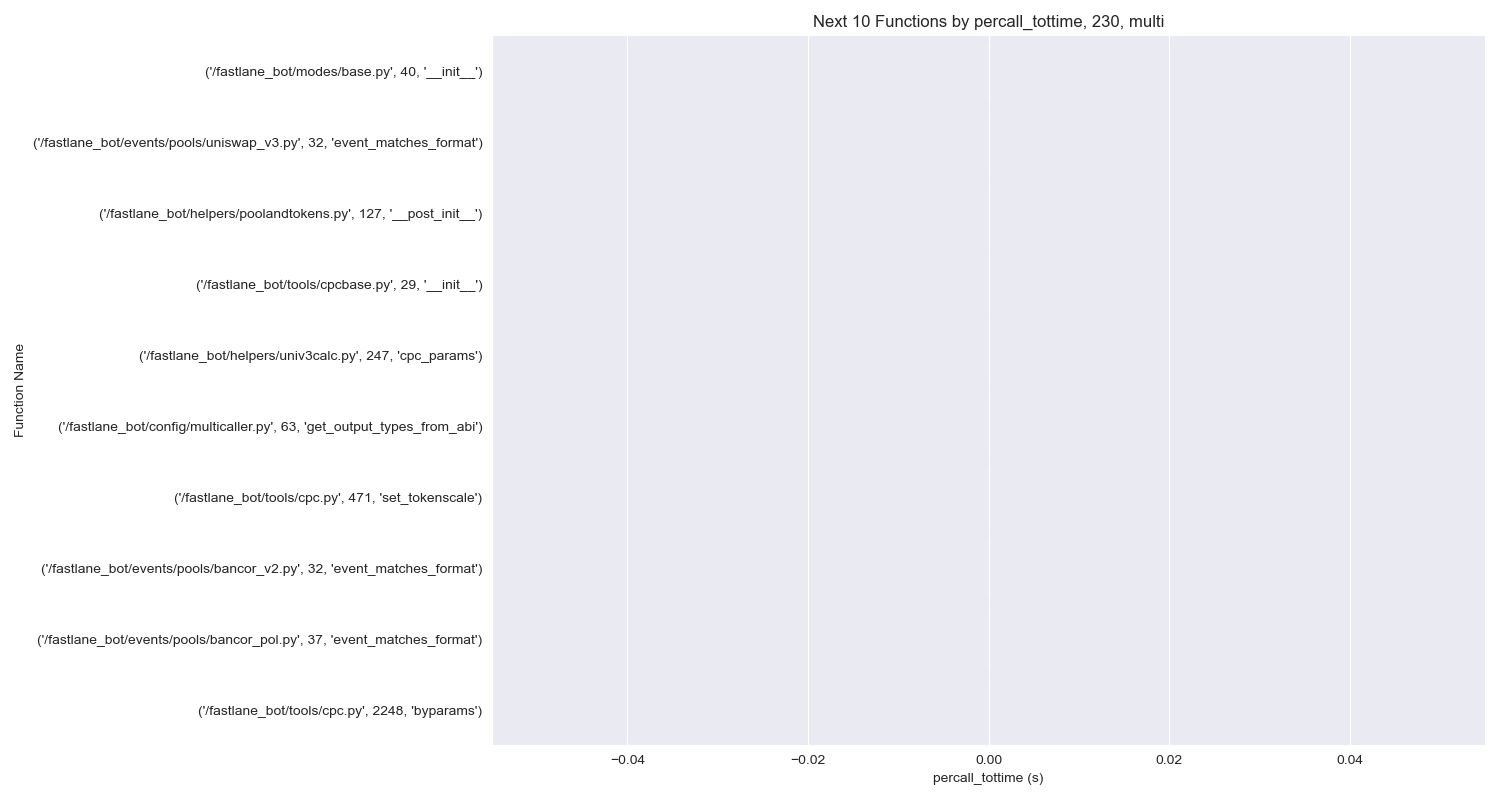 Next 10 Functions by percall_tottime, 230, multi
('/fastlane_bot/modes/base.py', 40, '__init__')
('/fastlane_bot/events/pools/uniswap_v3.py', 32, 'event_matches_format')
('/fastlane_bot/helpers/poolandtokens.py', 127, '__post_init__')
('/fastlane_bot/tools/cpcbase.py', 29, '__init__')
('/fastlane_bot/helpers/univ3calc.py', 247, 'cpc_params')
('/fastlane_bot/config/multicaller.py', 63, 'get_output_types_from_abi')
('/fastlane_bot/tools/cpc.py', 471, 'set_tokenscale')
('/fastlane_bot/events/pools/bancor_v2.py', 32, 'event_matches_format')
('/fastlane_bot/events/pools/bancor_pol.py', 37, 'event_matches_format')
('/fastlane_bot/tools/cpc.py', 2248, 'byparams')
Function Name
−0.04 −0.02 0.00 0.02 0.04
percall_tottime (s)